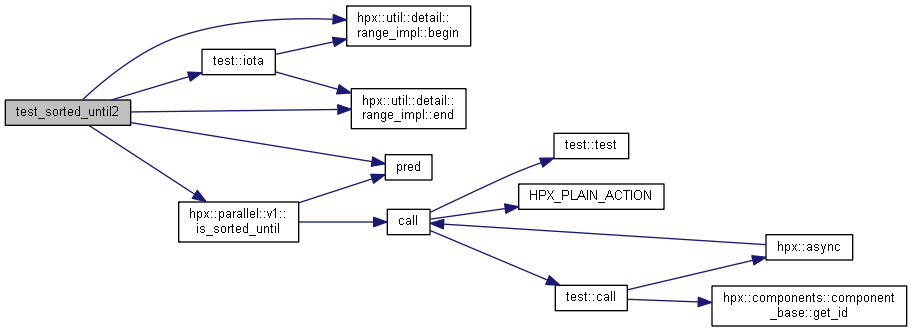 hpx::util::detail::
range_impl::begin
test::iota
hpx::util::detail::
range_impl::end
test_sorted_until2
test::test
pred
HPX_PLAIN_ACTION
hpx::parallel::v1::
is_sorted_until
call
hpx::async
test::call
hpx::components::component
_base::get_id